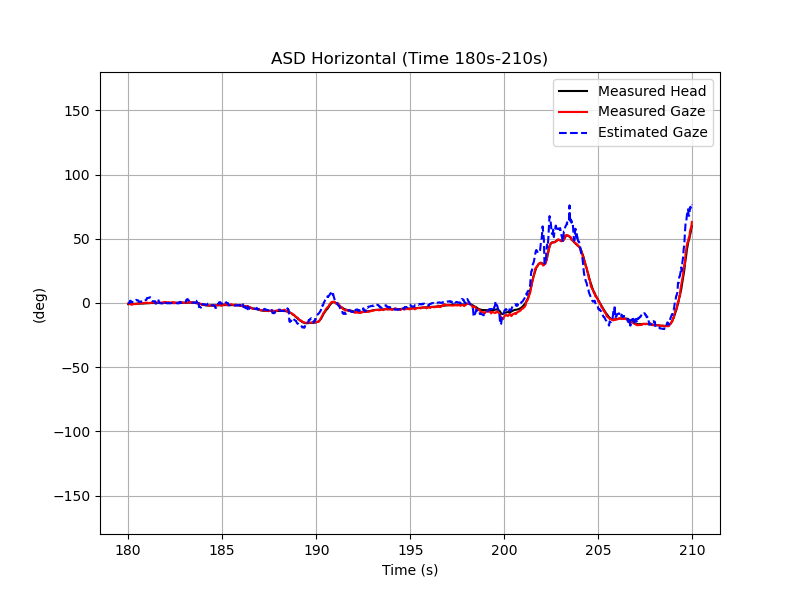 ASD Horizontal (Time 180s-210s)
Measured Head
Measured Gaze
Estimated Gaze
150
100
50
0
−50
−100
−150
(deg)
180 185 190 195 200 205 210
Time (s)